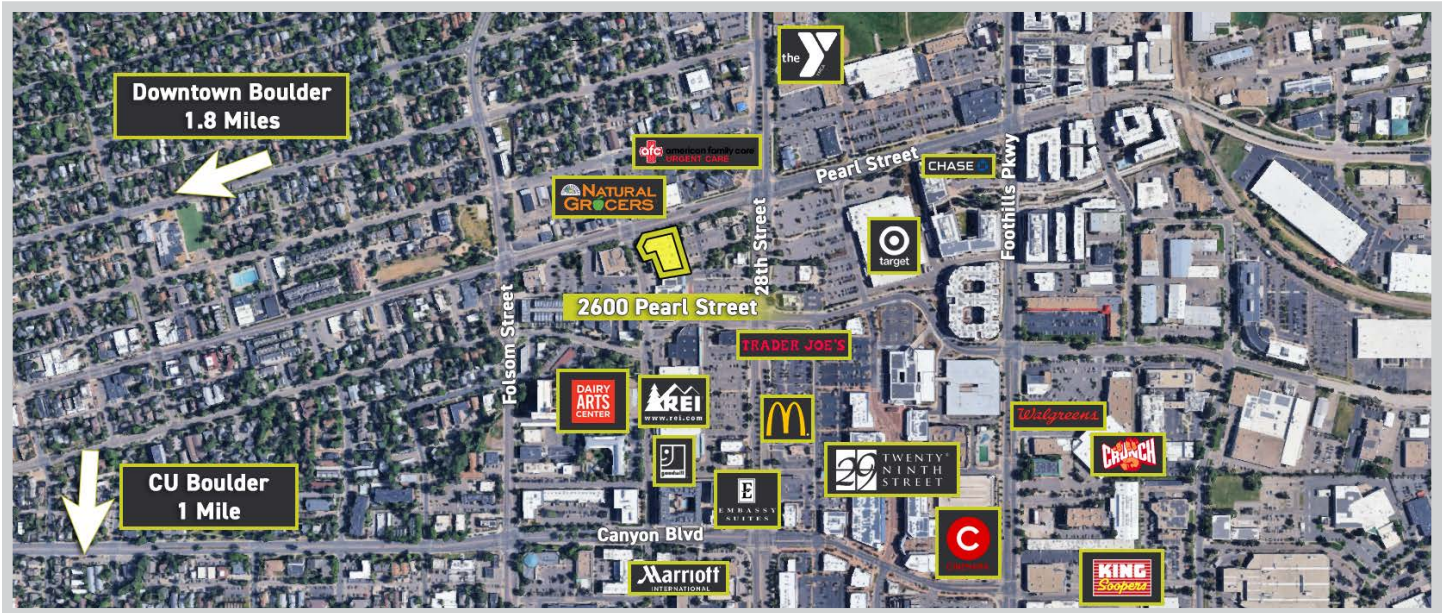 the Y
Downtown Boulder
1.8 Miles
afc american family care
URGENT CARE
Pearl Street
CHASE
NATURAL
GROCERS
28th Street
Foothills Pkwy
target
2600 Pearl Street
Folsom Street
TRADER JOE'S
DAIRY
ARTS
CENTER
REI
www.rei.com
Walgreens
goodwill
29 TWENTY
NINTH
STREET
CRUNCH
CU Boulder
1 Mile
E
EMBASSY
SUITES
Canyon Blvd
C
Marriott
INTERNATIONAL
KING
Soopers